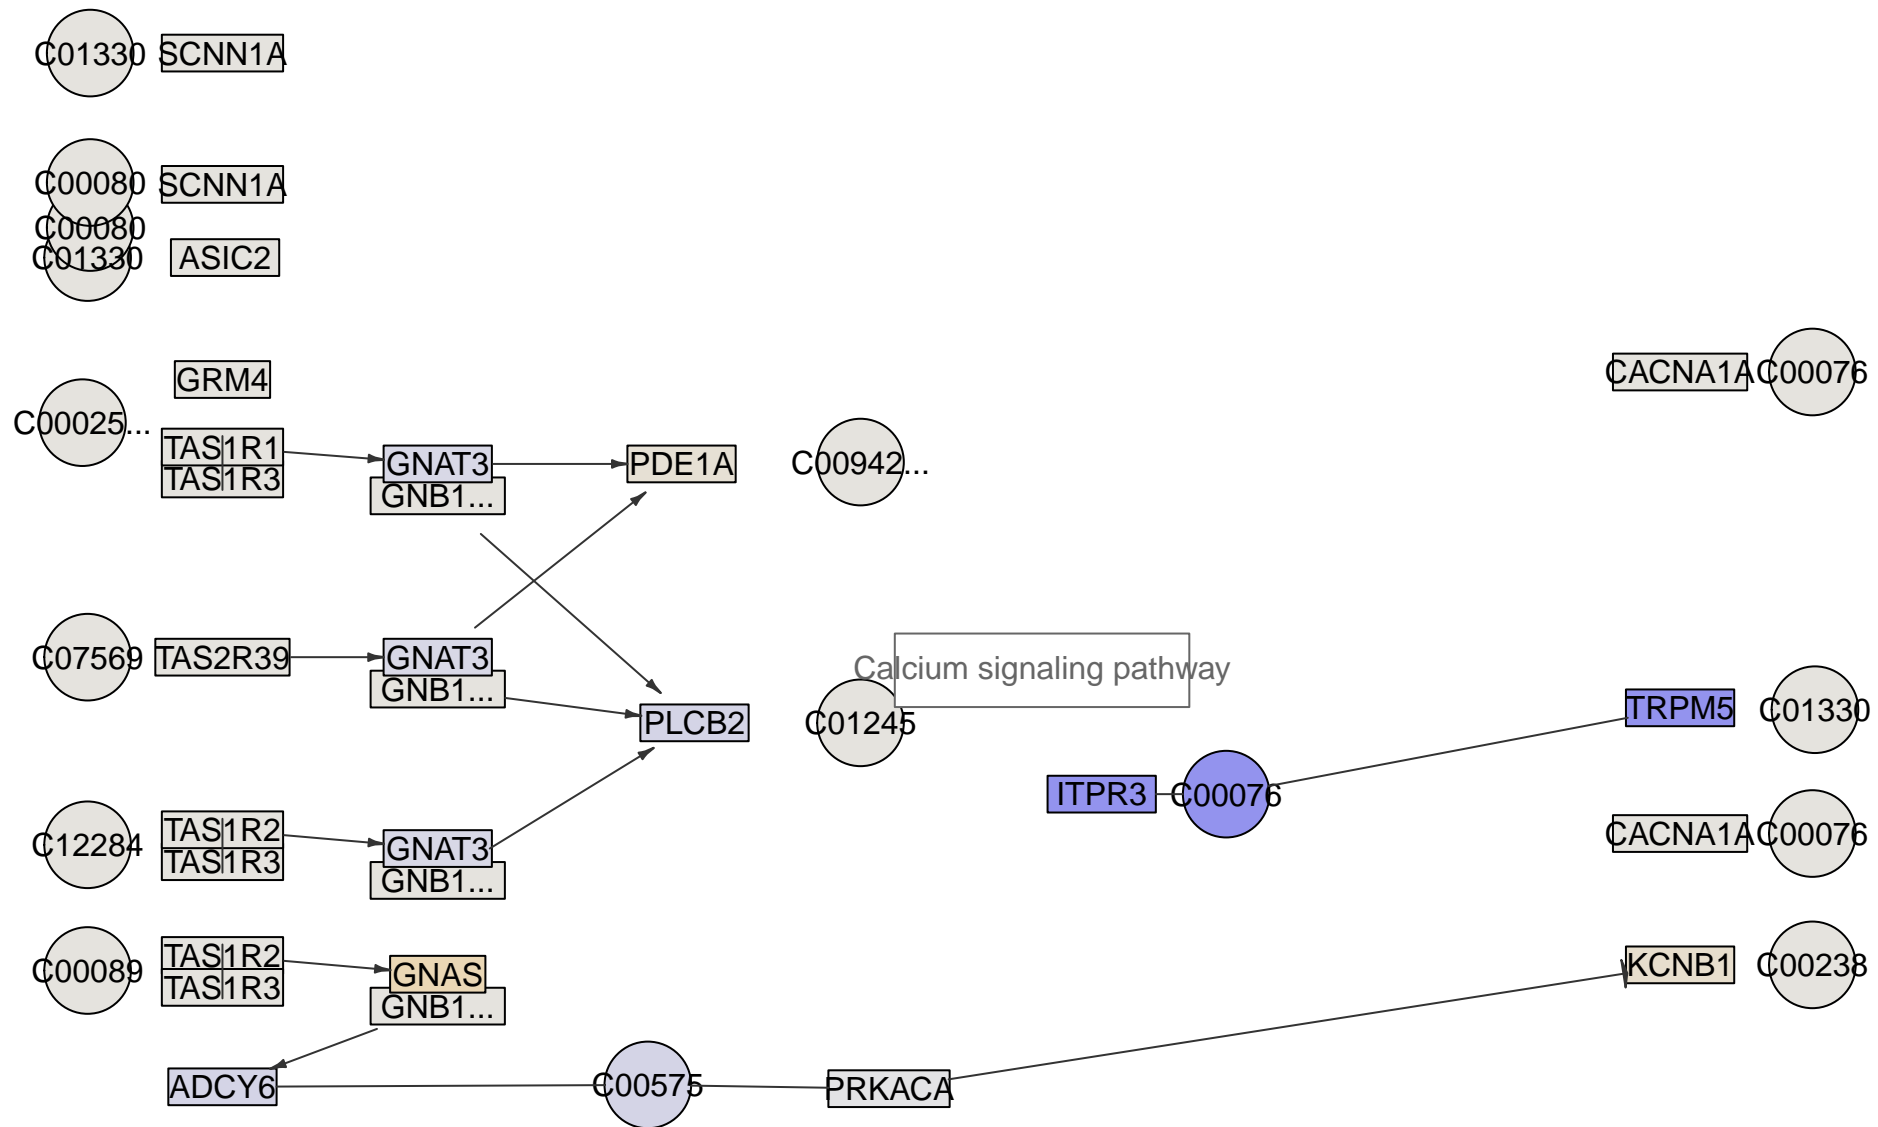 C01330 SCNN1A
C00080 SCNN1A
C00080
C01330 ASIC2
GRM4
CACNA1A C00076
C00025...
TAS1R1
TAS1R3
GNAT3
GNB1...
PDE1A
C00942...
C07569 TAS2R39
GNAT3
GNB1...
Calcium signaling pathway
PLCB2
C01245
TRPM5 C01330
ITPR3 C00076
C12284
TAS1R2
TAS1R3
GNAT3
GNB1...
CACNA1A C00076
C00089
TAS1R2
TAS1R3
GNAS
GNB1...
KCNB1 C00238
ADCY6 C00575 PRKACA